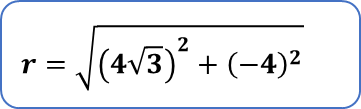 r = √((4√3)² + (−4)²)